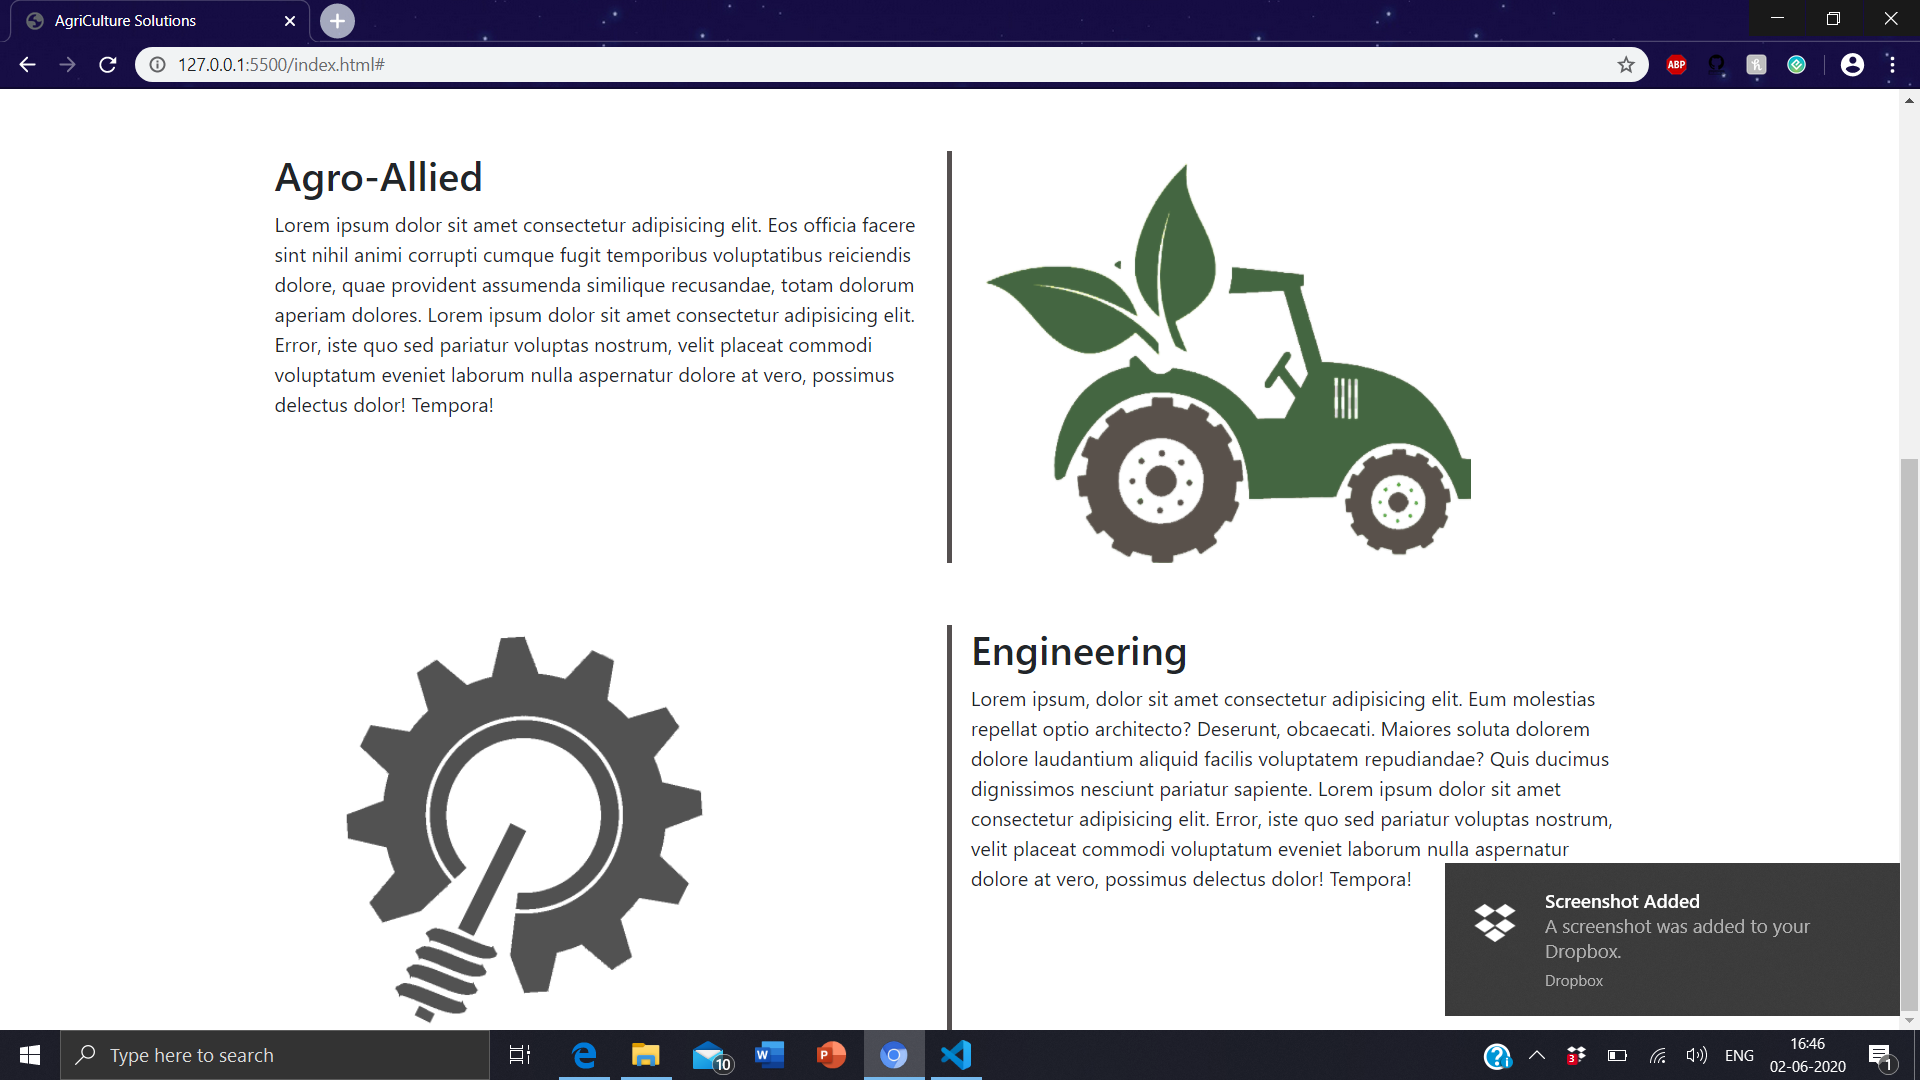 AgriCulture Solutions
127.0.0.1:5500/index.html#
ABP
Agro-Allied
Lorem ipsum dolor sit amet consectetur adipisicing elit. Eos officia facere
sint nihil animi corrupti cumque fugit temporibus voluptatibus reiciendis
dolore, quae provident assumenda similique recusandae, totam dolorum
aperiam dolores. Lorem ipsum dolor sit amet consectetur adipisicing elit.
Error, iste quo sed pariatur voluptas nostrum, velit placeat commodi
voluptatum eveniet laborum nulla aspernatur dolore at vero, possimus
delectus dolor! Tempora!
Engineering
Lorem ipsum, dolor sit amet consectetur adipisicing elit. Eum molestias
repellat optio architecto? Deserunt, obcaecati. Maiores soluta dolorem
dolore laudantium aliquid facilis voluptatem repudiandae? Quis ducimus
dignissimos nesciunt pariatur sapiente. Lorem ipsum dolor sit amet
consectetur adipisicing elit. Error, iste quo sed pariatur voluptas nostrum,
velit placeat commodi voluptatum eveniet laborum nulla aspernatur
dolore at vero, possimus delectus dolor! Tempora!
Screenshot Added
A screenshot was added to your
Dropbox.
Dropbox
Type here to search
10
3
ENG
16:46
02-06-2020
1